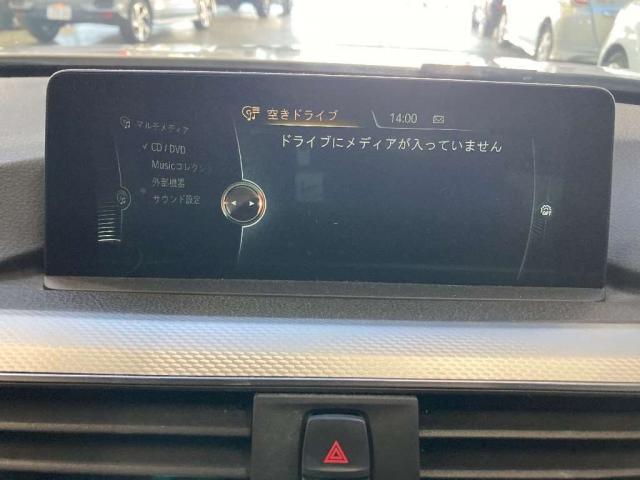 空きドライブ 14:00
ドライブにメディアが入っていません
マルチメディア
✓ CD / DVD
Musicコレクシ
外部機器
サウンド設定